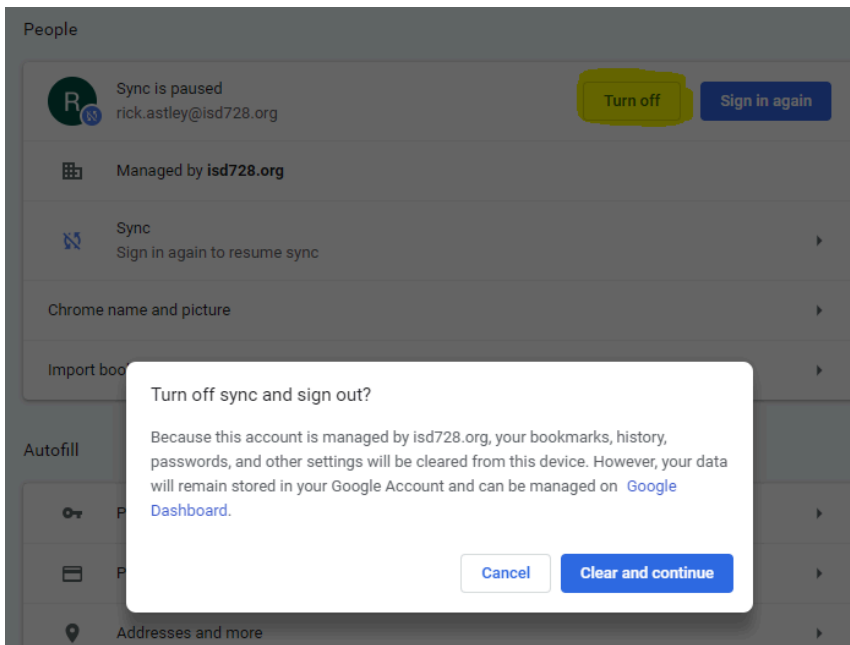 People
R
Sync is paused
rick.astley@isd728.org
Turn off
Sign in again
Managed by isd728.org
Sync
Sign in again to resume sync
Chrome name and picture
Import boo
Turn off sync and sign out?
Because this account is managed by isd728.org, your bookmarks, history,
passwords, and other settings will be cleared from this device. However, your data
will remain stored in your Google Account and can be managed on Google
Dashboard.
Cancel
Clear and continue
Autofill
P
P
Addresses and more